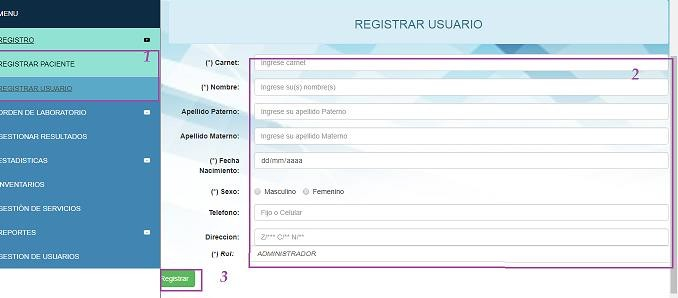 MENU
REGISTRO
REGISTRAR PACIENTE
REGISTRAR USUARIO
ORDEN DE LABORATORIO
GESTIONAR RESULTADOS
ESTADISTICAS
INVENTARIOS
GESTIÓN DE SERVICIOS
REPORTES
GESTION DE USUARIOS
1
REGISTRAR USUARIO
2
(*) Carnet: Ingrese carnet
(*) Nombre: Ingrese su(s) nombre(s)
Apellido Paterno: Ingrese su apellido Paterno
Apellido Materno: Ingrese su apellido Materno
(*) Fecha
Nacimiento: dd/mm/aaaa
(*) Sexo: Masculino Femenino
Telefono: Fijo o Celular
Direccion: Z/*** C/** N/**
(*) Rol: ADMINISTRADOR
Registrar 3